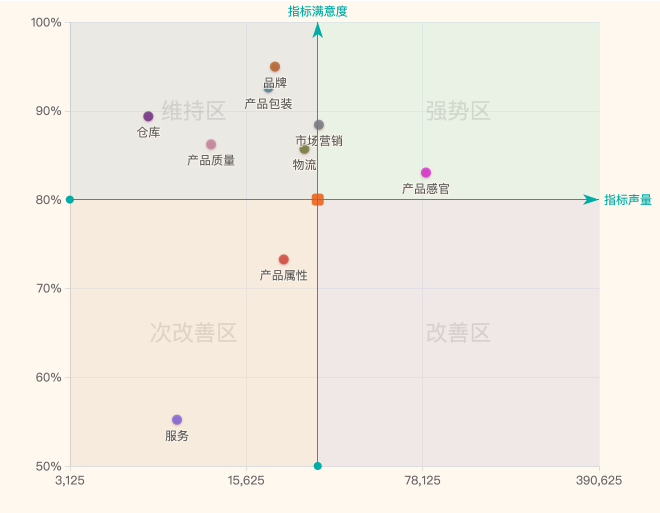 指标满意度
100%
品牌
产品包装
90%
维持区
强势区
仓库
市场营销
产品质量
物流
产品感官
80%
指标声量
产品属性
70%
次改善区
改善区
60%
服务
50%
3,125
15,625
78,125
390,625